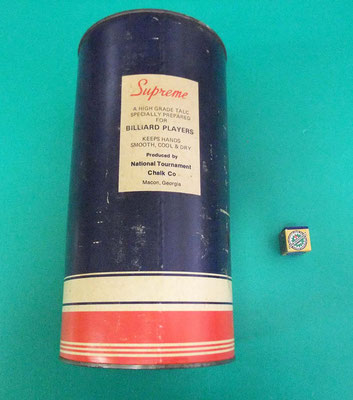 Supreme
A HIGH GRADE TALC
SPECIALLY PREPARED
FOR
BILLIARD PLAYERS
KEEPS HANDS
SMOOTH, COOL & DRY
Produced by
National Tournament
Chalk Co
Macon, Georgia